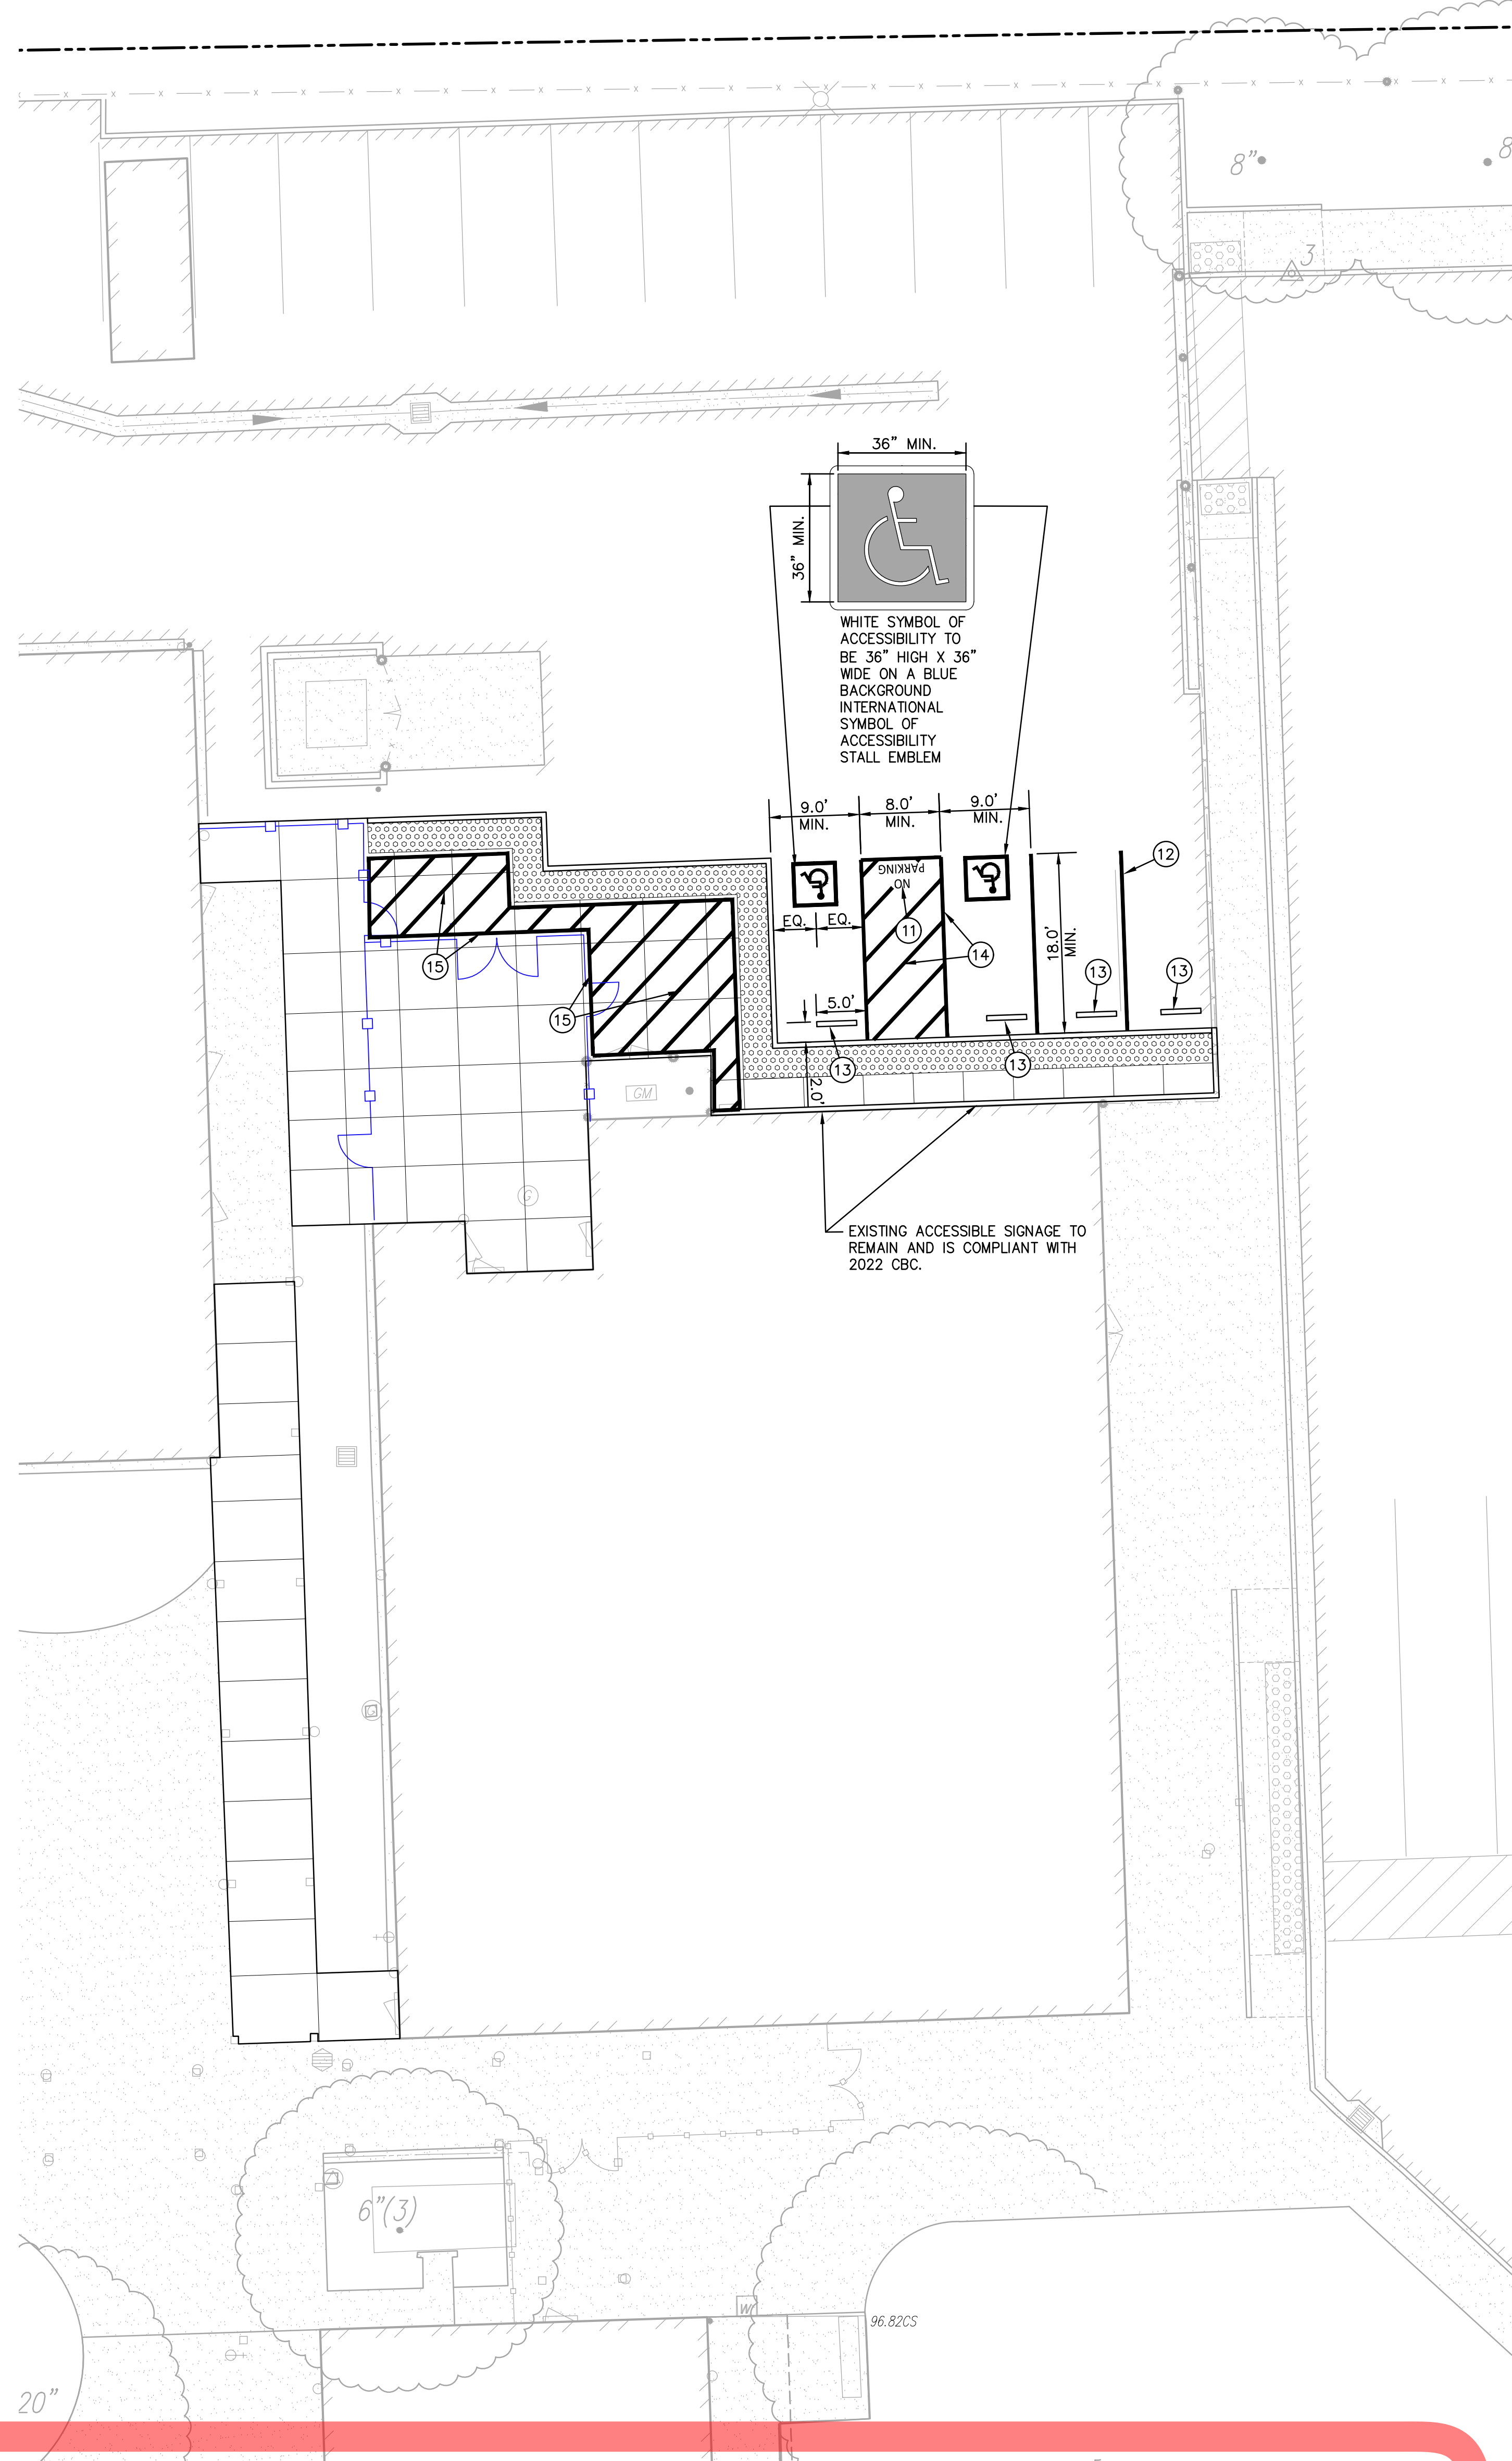 8"
8
3
36" MIN.
36" MIN.
WHITE SYMBOL OF
ACCESSIBILITY TO
BE 36" HIGH X 36"
WIDE ON A BLUE
BACKGROUND
INTERNATIONAL
SYMBOL OF
ACCESSIBILITY
STALL EMBLEM
9.0'
MIN.
8.0'
MIN.
9.0'
MIN.
12
NO
PARKING
EQ.
EQ.
11
14
18.0'
MIN.
15
13
13
5.0'
15
13
13
2.0'
GM
G
EXISTING ACCESSIBLE SIGNAGE TO
REMAIN AND IS COMPLIANT WITH
2022 CBC.
G
6"(3)
W
96.82CS
20"